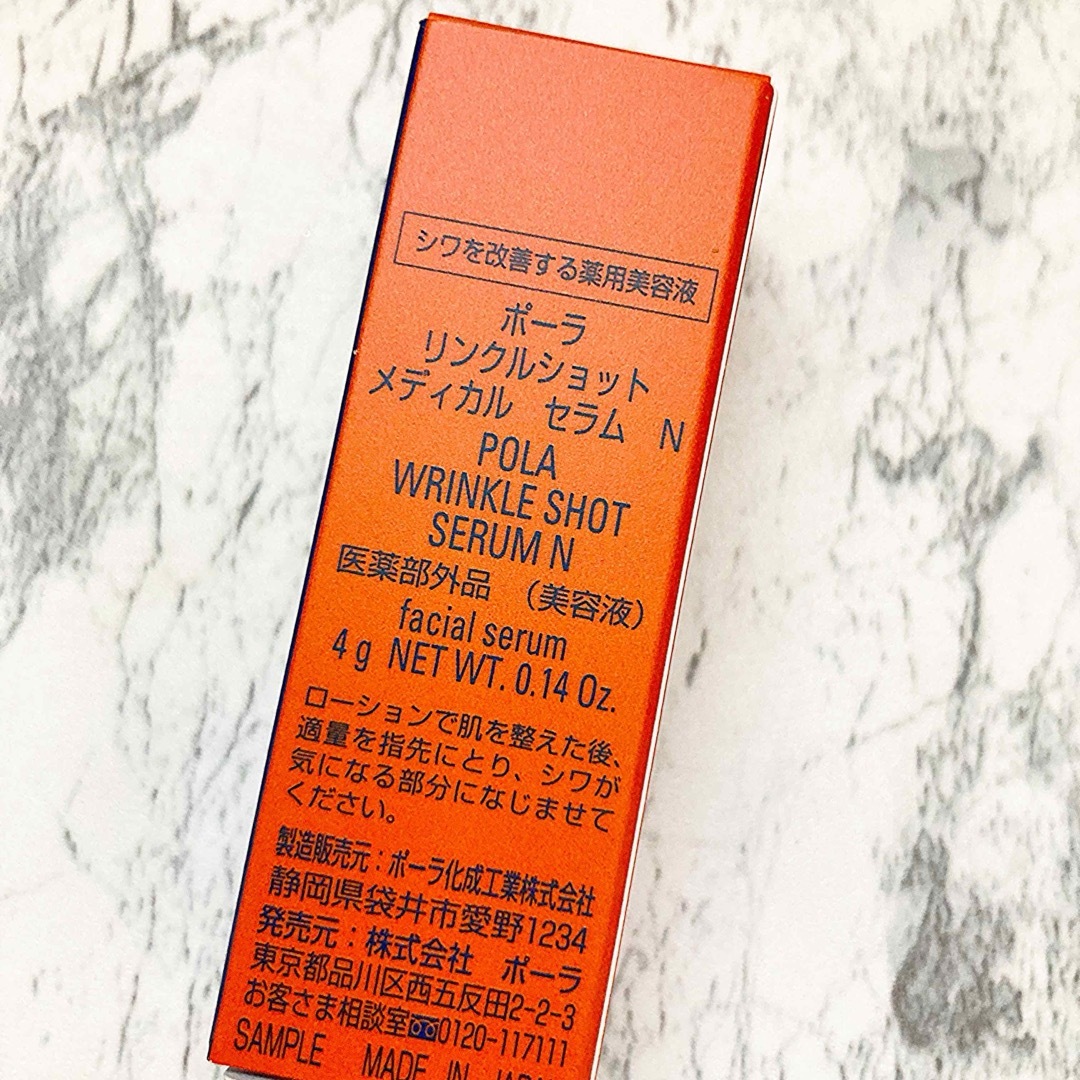 シワを改善する薬用美容液
ポーラ
リンクルショット
メディカル セラム N
POLA
WRINKLE SHOT
SERUM N
医薬部外品 （美容液）
facial serum
4 g NET WT. 0.14 Oz.
ローションで肌を整えた後、
適量を指先にとり、シワが
気になる部分になじませて
ください。
製造販売元：ポーラ化成工業株式会社
静岡県袋井市愛野1234
発売元：株式会社 ポーラ
東京都品川区西五反田2-2-3
お客さま相談室 0120-117111
SAMPLE MADE IN